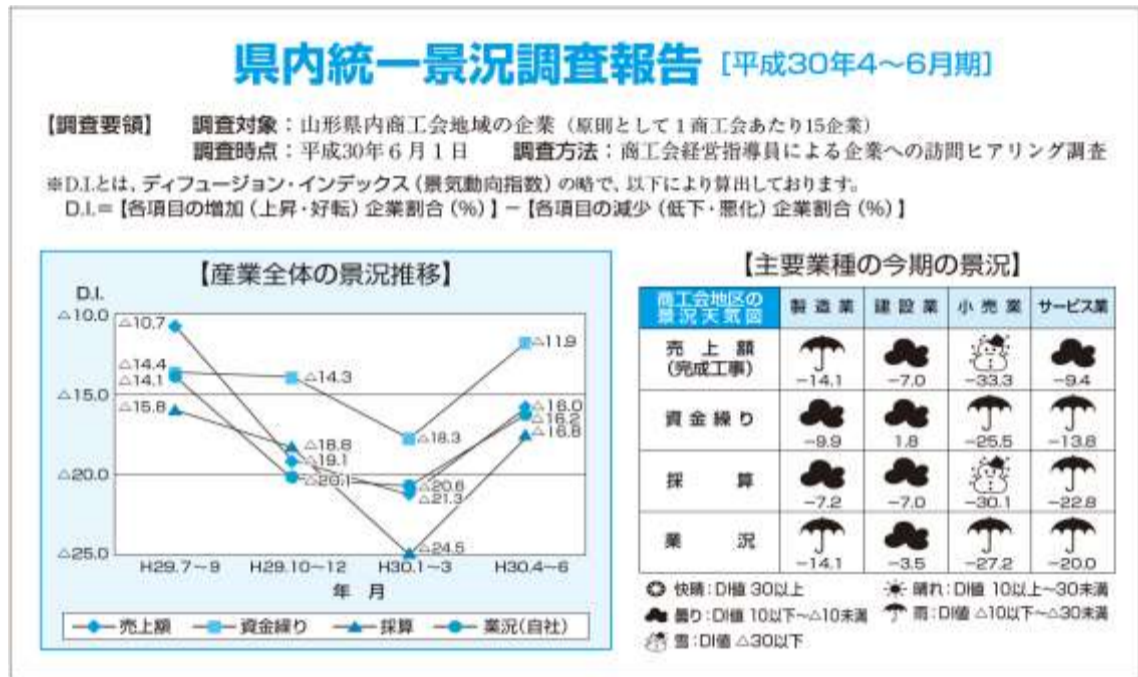 県内統一景況調査報告 [平成30年4～6月期]
【調査要領】 調査対象：山形県内商工会地域の企業（原則として１商工会あたり15企業）
調査時点：平成30年６月１日 調査方法：商工会経営指導員による企業への訪問ヒアリング調査
※D.I.とは、ディフュージョン・インデックス（景気動向指数）の略で、以下により算出しております。
D.I.＝【各項目の増加（上昇・好転）企業割合（％）】－【各項目の減少（低下・悪化）企業割合（％）】
【産業全体の景況推移】
D.I.
△10.0
△15.0
△20.0
△25.0
△10.7
△14.4
△14.1
△15.8
△14.3
△18.8
△19.1
△20.1
△18.3
△20.6
△21.3
△24.5
△11.9
△16.0
△16.2
△16.8
H29.7～9 H29.10～12 H30.1～3 H30.4～6
年 月
売上額 資金繰り 採算 業況(自社)
【主要業種の今期の景況】
商工会地区の景況天気図 製造業 建設業 小売業 サービス業
売上額
（完成工事）
-14.1 -7.0 -33.3 -9.4
資金繰り
-9.9 1.8 -25.5 -13.8
採算
-7.2 -7.0 -30.1 -22.8
業況
-14.1 -3.5 -27.2 -20.0
快晴：DI値 30以上 晴れ：DI値 10以上～30未満
曇り：DI値 10以下～△10未満 雨：DI値 △10以下～△30未満
雪：DI値 △30以下